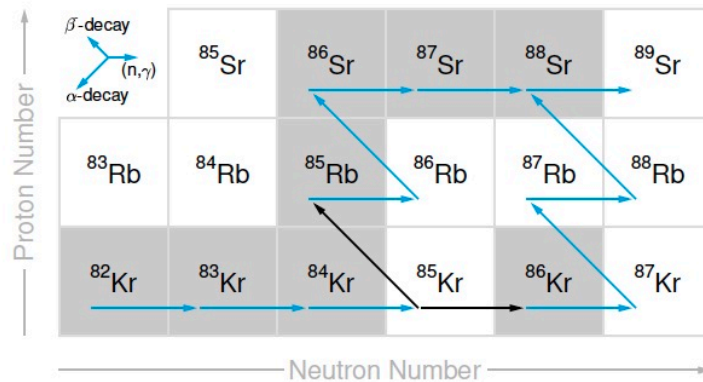 β⁻-decay
(n,γ)
α-decay
⁸⁵Sr ⁸⁶Sr ⁸⁷Sr ⁸⁸Sr ⁸⁹Sr
⁸³Rb ⁸⁴Rb ⁸⁵Rb ⁸⁶Rb ⁸⁷Rb ⁸⁸Rb
⁸²Kr ⁸³Kr ⁸⁴Kr ⁸⁵Kr ⁸⁶Kr ⁸⁷Kr
Proton Number
Neutron Number